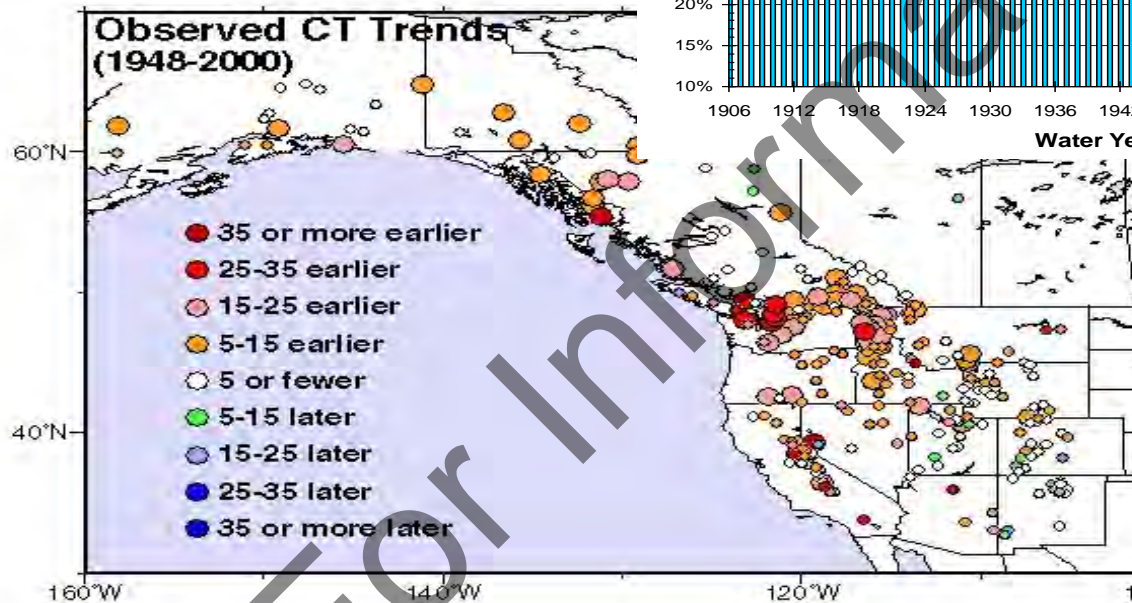 Observed CT Trends
(1948-2000)
20%
15%
10%
1906 1912 1918 1924 1930 1936
Water
60°N
35 or more earlier
25-35 earlier
15-25 earlier
5-15 earlier
5 or fewer
5-15 later
15-25 later
25-35 later
35 or more later
40°N
160°W 140°W 120°W
For